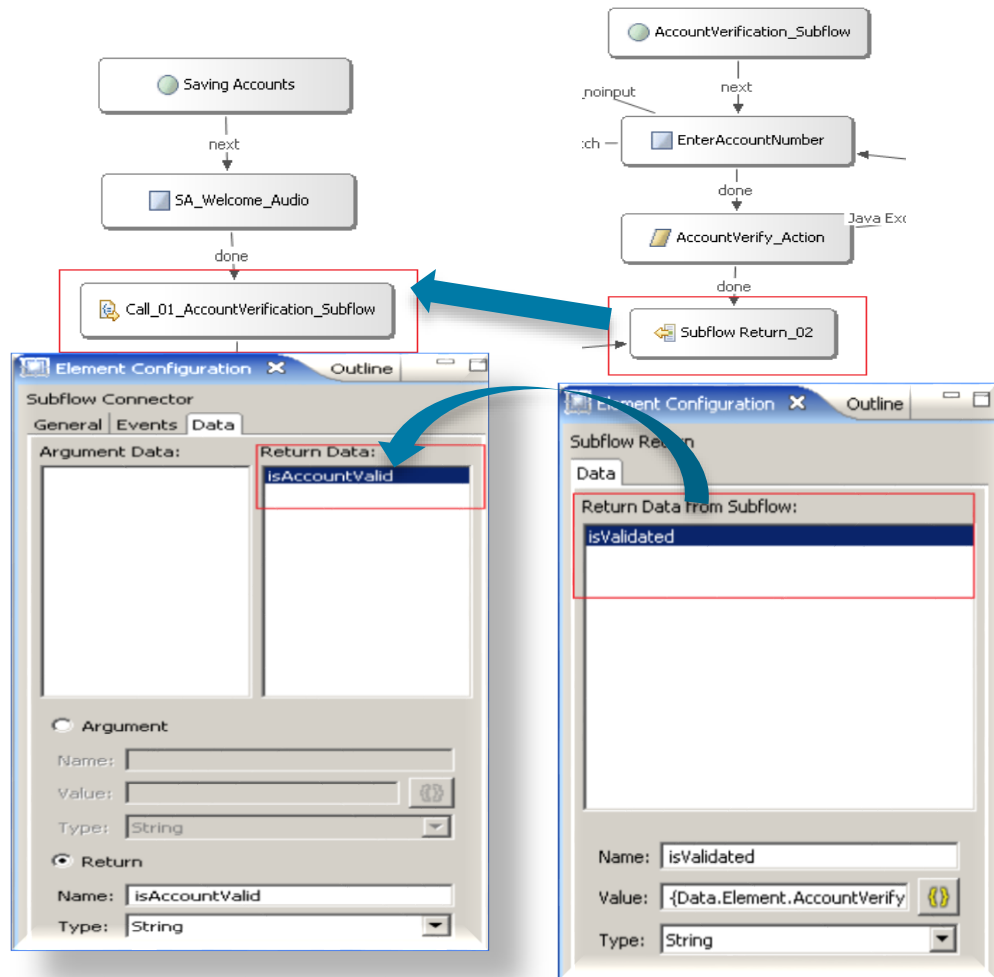 Saving Accounts
next
SA_Welcome_Audio
done
Call_01_AccountVerification_Subflow
AccountVerification_Subflow
next
_noinput
:ch
EnterAccountNumber
done
Java Exc
AccountVerify_Action
done
Subflow Return_02
Element Configuration
Outline
Subflow Connector
General Events Data
Argument Data:
Return Data:
isAccountValid
Argument
Name:
Value:
Type: String
Return
Name: isAccountValid
Type: String
Element Configuration
Outline
Subflow Return
Data
Return Data from Subflow:
isValidated
Name: isValidated
Value: -{Data.Element.AccountVerify
Type: String